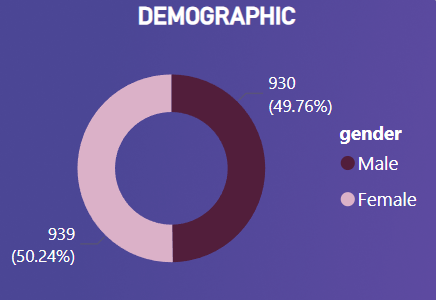 DEMOGRAPHIC
930
(49.76%)
gender
Male
Female
939
(50.24%)